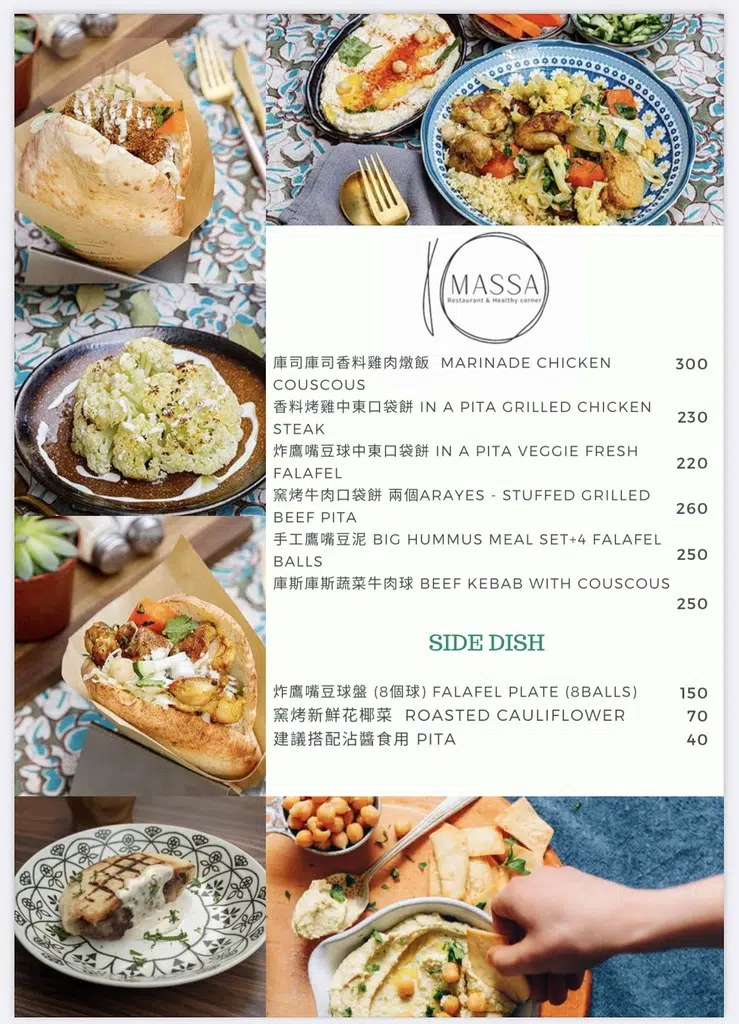 MASSA
Restaurant & Healthy corner
庫司庫司香料雞肉燉飯 MARINADE CHICKEN 300
COUSCOUS
香料烤雞中東口袋餅 IN A PITA GRILLED CHICKEN 230
STEAK
炸鷹嘴豆球中東口袋餅 IN A PITA VEGGIE FRESH 220
FALAFEL
窯烤牛肉口袋餅 兩個ARAYES - STUFFED GRILLED 260
BEEF PITA
手工鷹嘴豆泥 BIG HUMMUS MEAL SET+4 FALAFEL 250
BALLS
庫斯庫斯蔬菜牛肉球 BEEF KEBAB WITH COUSCOUS
250
SIDE DISH
炸鷹嘴豆球盤 (8個球) FALAFEL PLATE (8BALLS) 150
窯烤新鮮花椰菜 ROASTED CAULIFLOWER 70
建議搭配沾醬食用 PITA 40